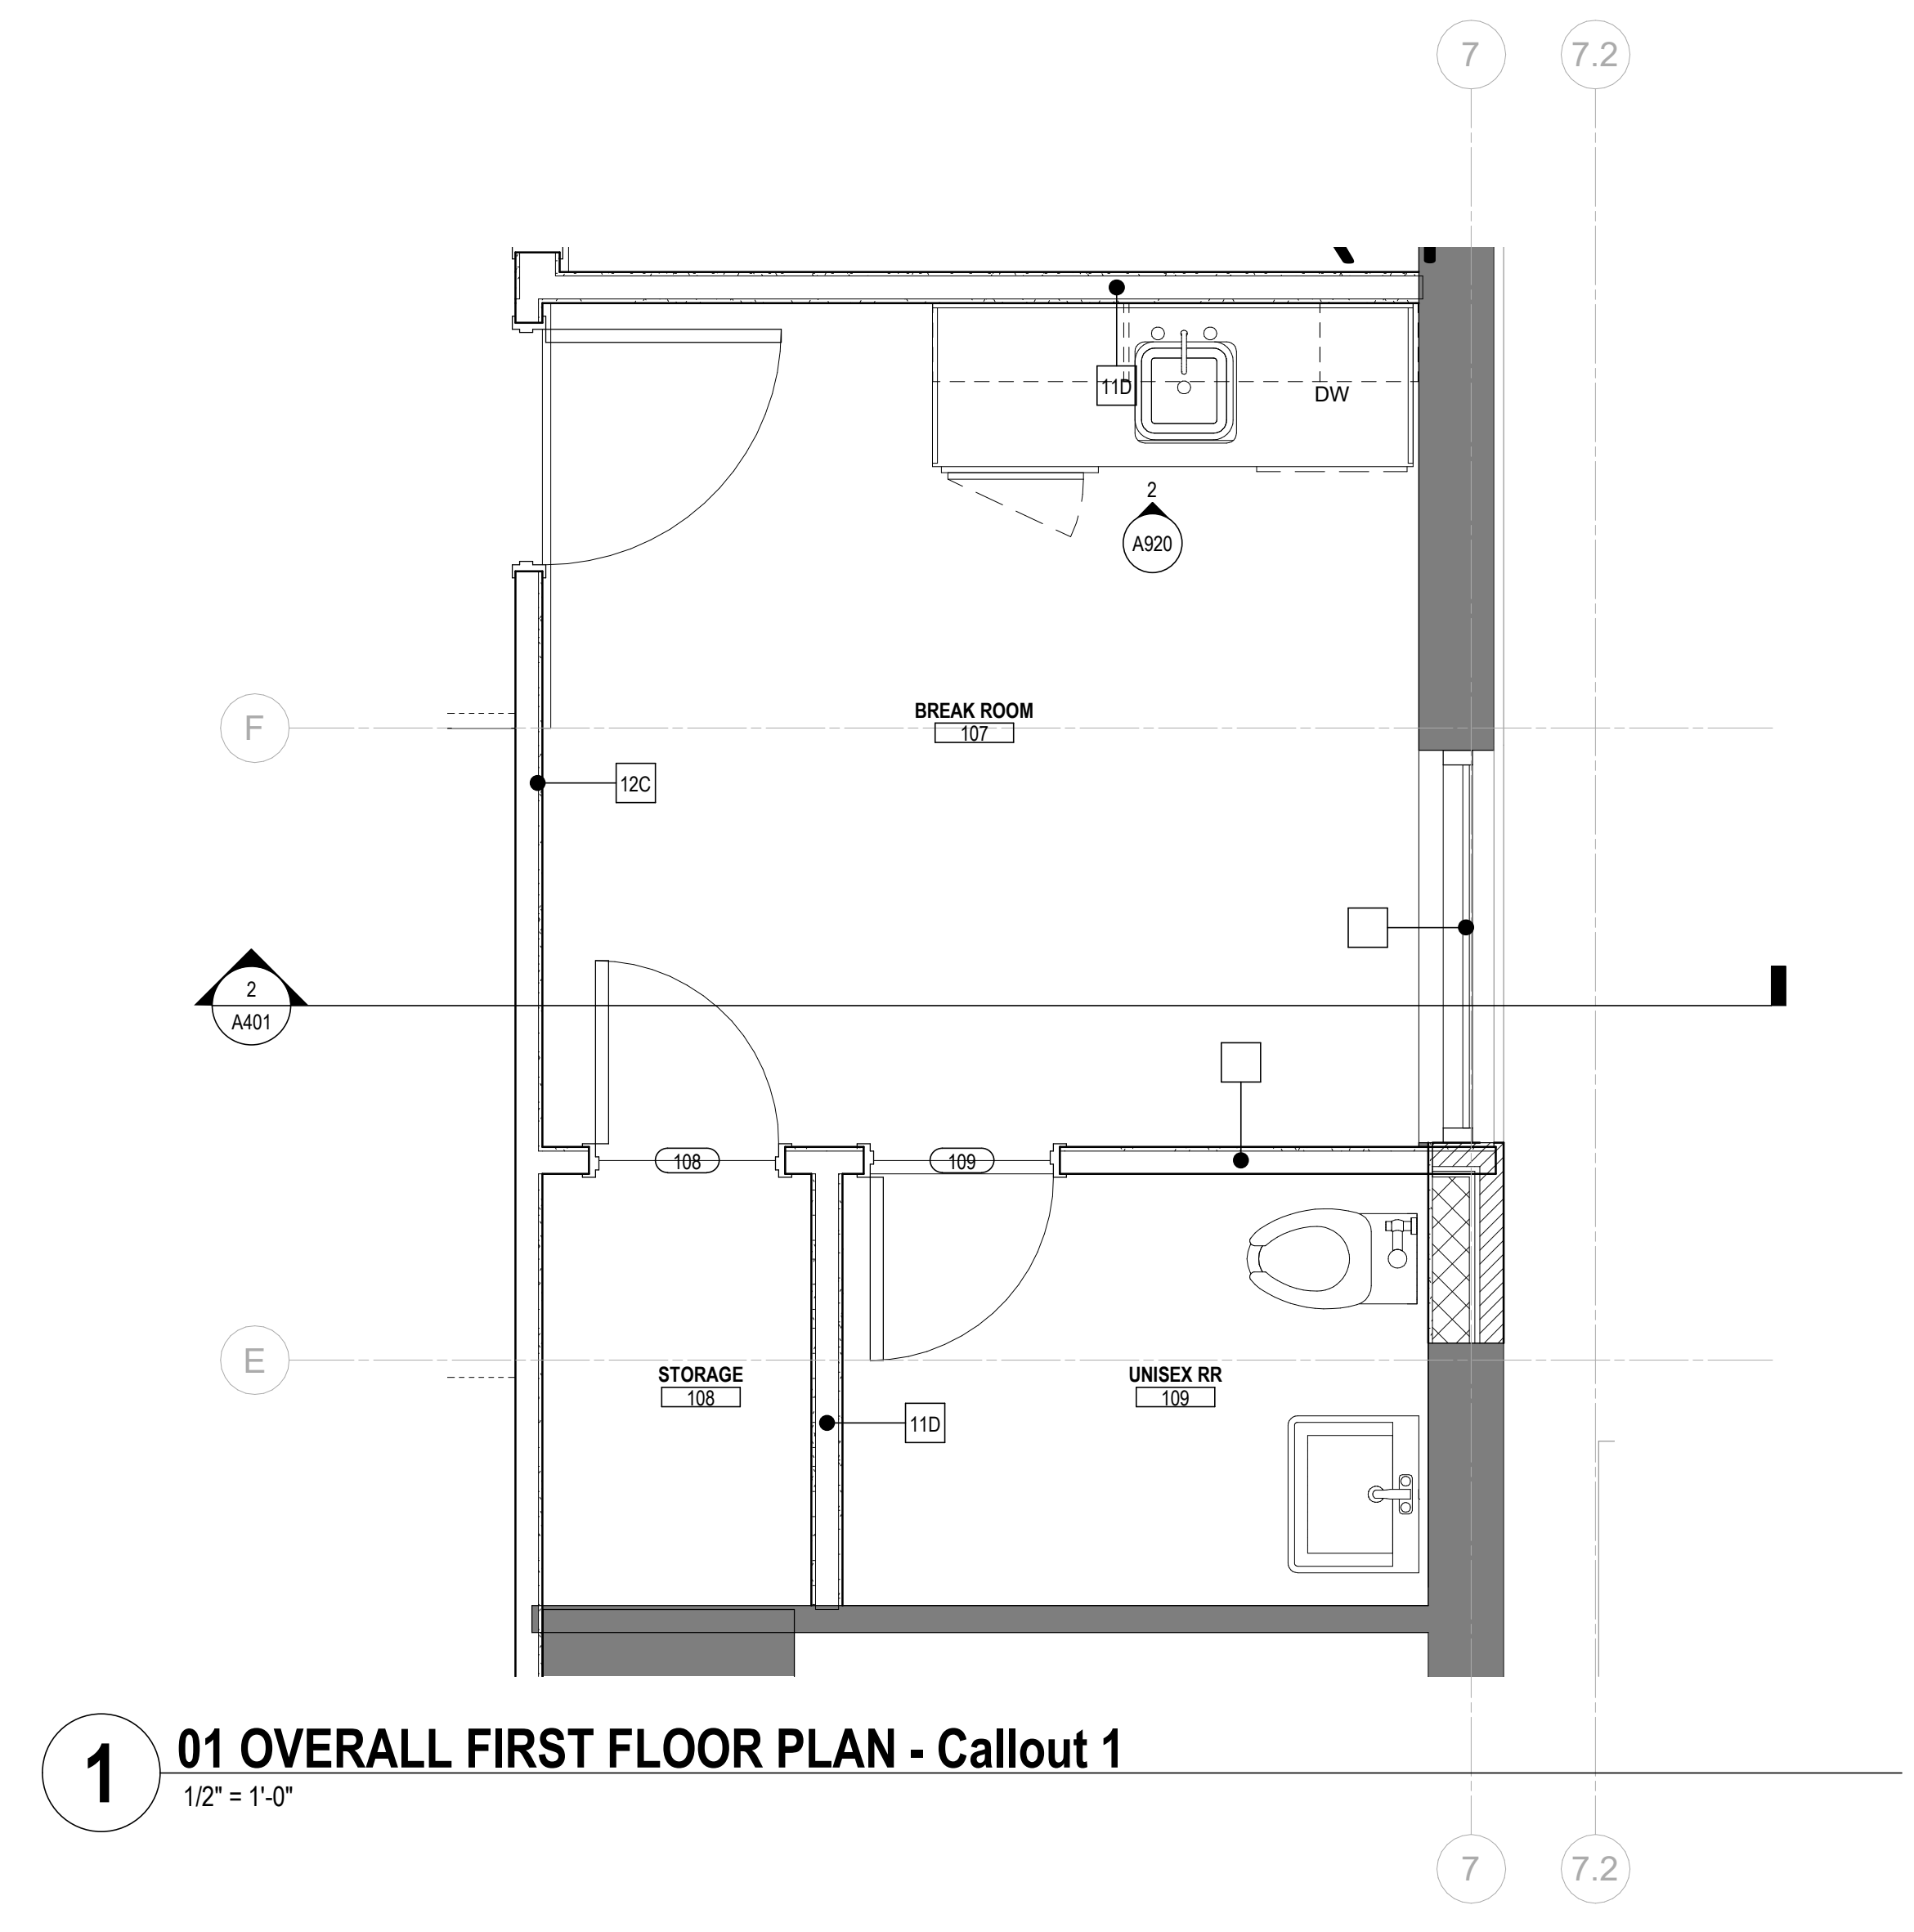 7
7.2
11D
DW
2
A920
BREAK ROOM
107
F
12C
2
A401
108
109
E
STORAGE
108
UNISEX RR
109
11D
1
01 OVERALL FIRST FLOOR PLAN - Callout 1
1/2" = 1'-0"
7
7.2